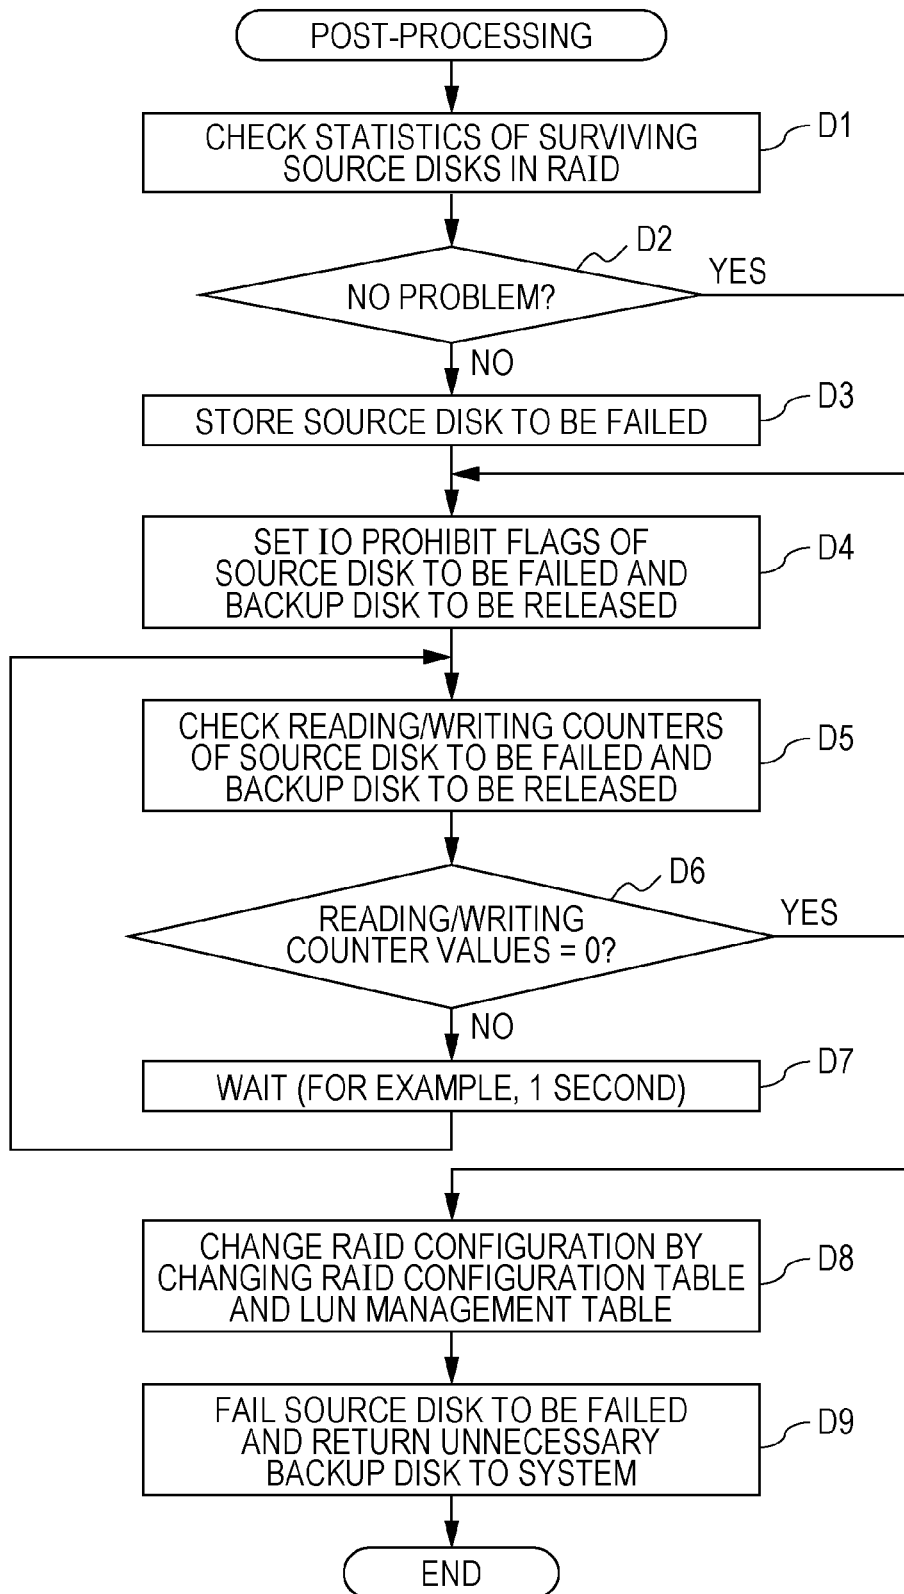 POST-PROCESSING
CHECK STATISTICS OF SURVIVING
SOURCE DISKS IN RAID
D1
NO PROBLEM?
D2
YES
NO
STORE SOURCE DISK TO BE FAILED
D3
SET IO PROHIBIT FLAGS OF
SOURCE DISK TO BE FAILED AND
BACKUP DISK TO BE RELEASED
D4
CHECK READING/WRITING COUNTERS
OF SOURCE DISK TO BE FAILED AND
BACKUP DISK TO BE RELEASED
D5
READING/WRITING
COUNTER VALUES = 0?
D6
YES
NO
WAIT (FOR EXAMPLE, 1 SECOND)
D7
CHANGE RAID CONFIGURATION BY
CHANGING RAID CONFIGURATION TABLE
AND LUN MANAGEMENT TABLE
D8
FAIL SOURCE DISK TO BE FAILED
AND RETURN UNNECESSARY
BACKUP DISK TO SYSTEM
D9
END